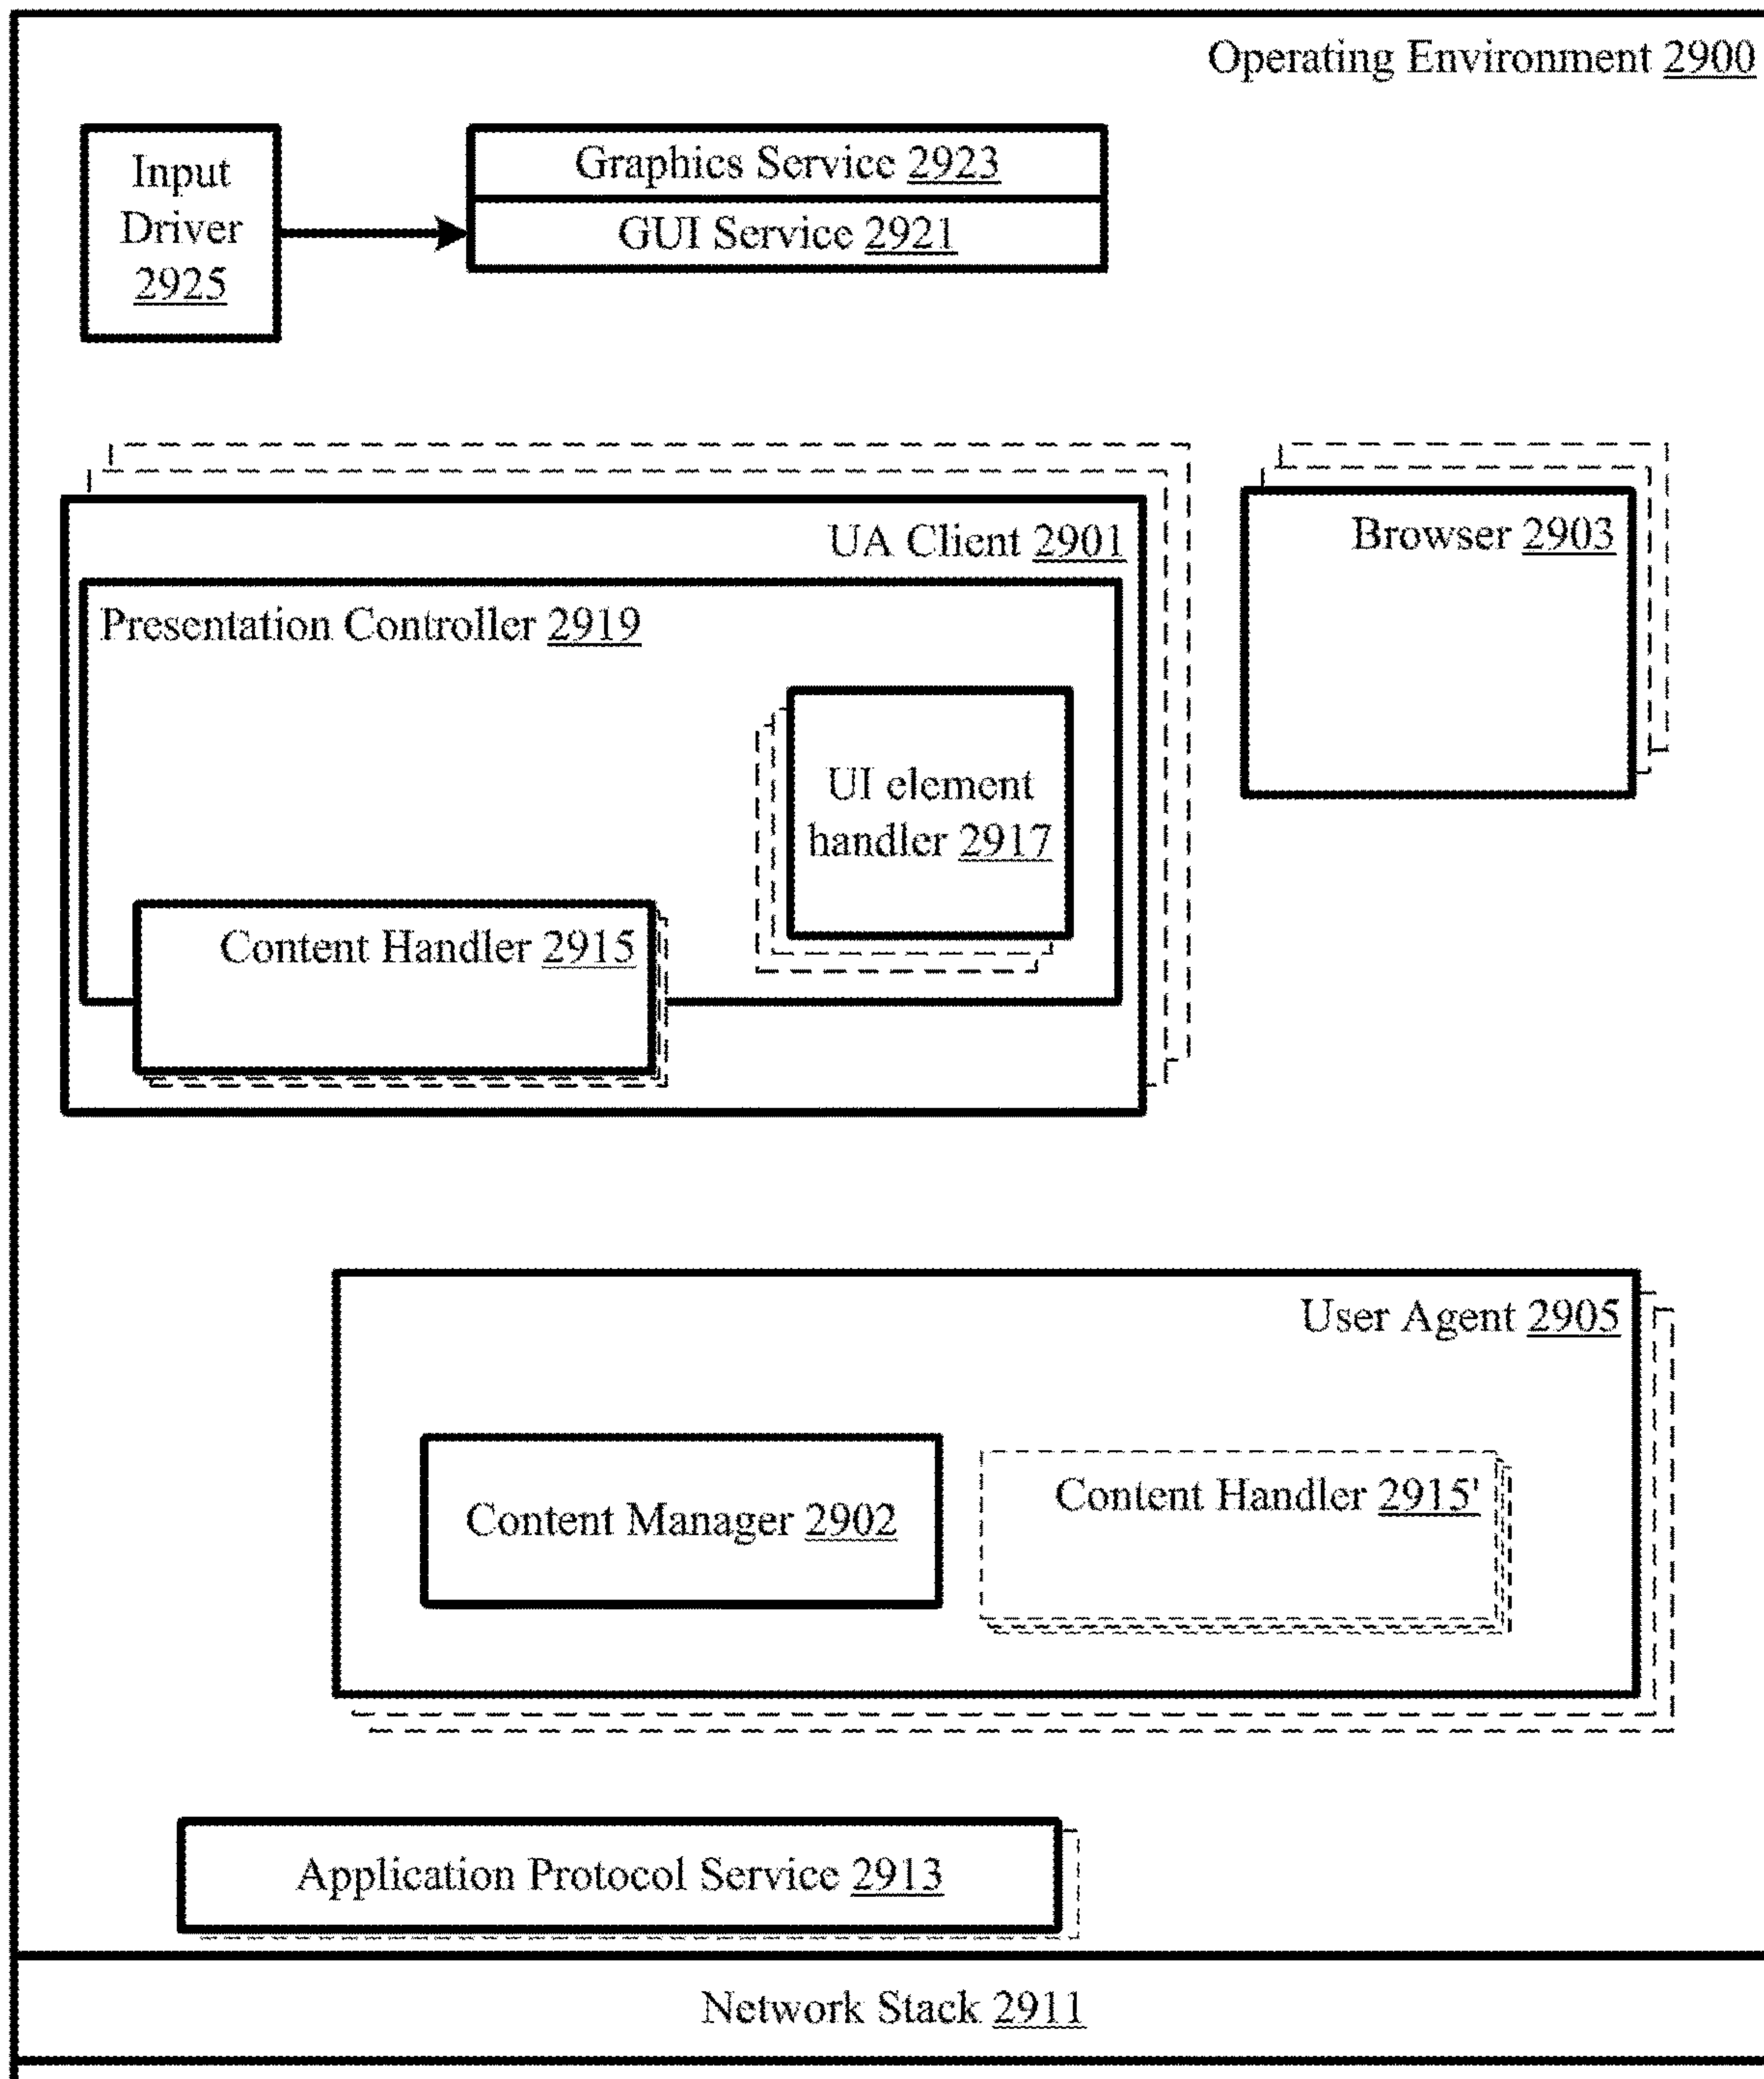 Operating Environment 2900
Input
Driver
2925
Graphics Service 2923
GUI Service 2921
UA Client 2901
Browser 2903
Presentation Controller 2919
UI element
handler 2917
Content Handler 2915
User Agent 2905
Content Manager 2902
Content Handler 2915'
Application Protocol Service 2913
Network Stack 2911